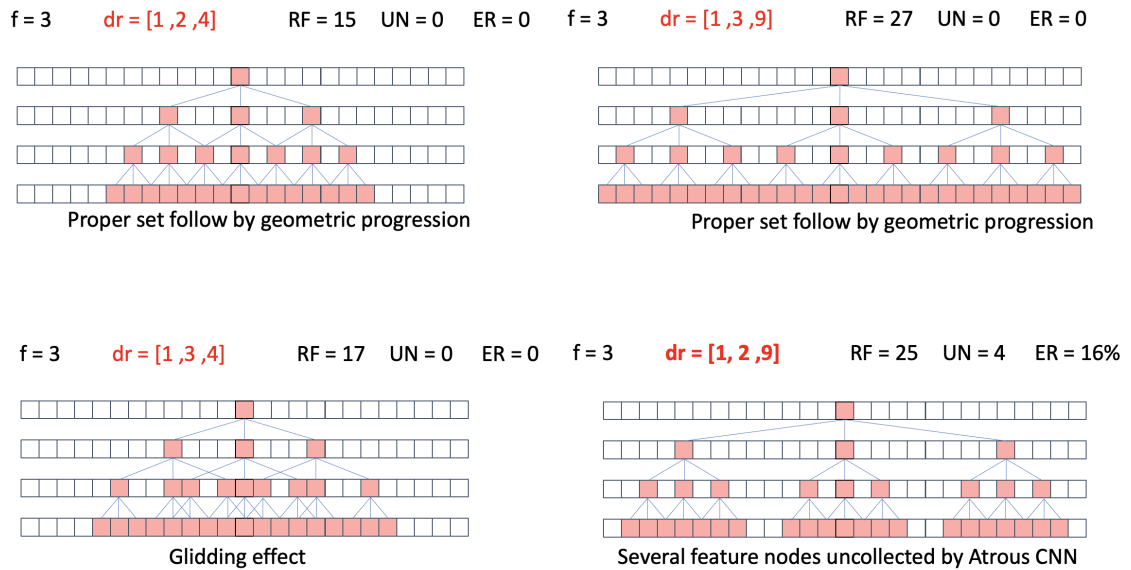 f = 3 dr = [1 ,2 ,4] RF = 15 UN = 0 ER = 0
f = 3 dr = [1 ,3 ,9] RF = 27 UN = 0 ER = 0
Proper set follow by geometric progression
Proper set follow by geometric progression
f = 3 dr = [1 ,3 ,4] RF = 17 UN = 0 ER = 0
f = 3 dr = [1, 2 ,9] RF = 25 UN = 4 ER = 16%
Glidding effect
Several feature nodes uncollected by Atrous CNN